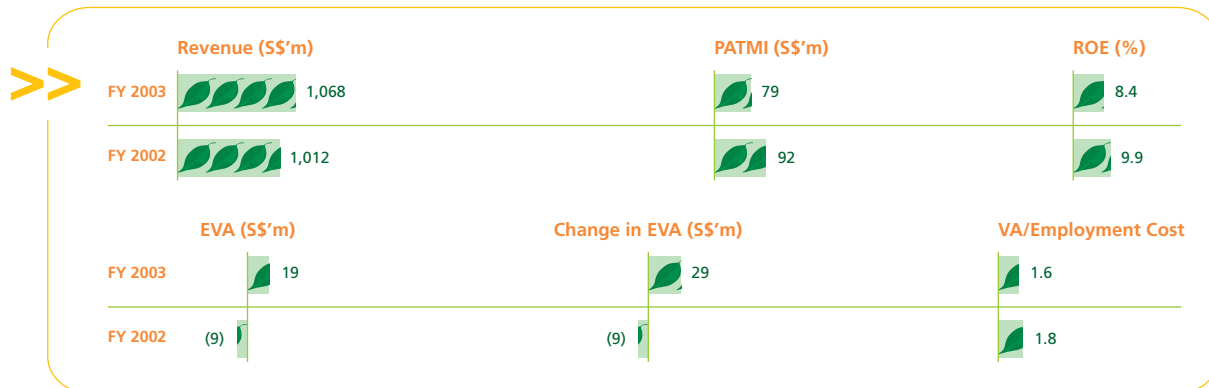 Revenue (S$'m) PATMI (S$'m) ROE (%)
>>
FY 2003 1,068 79 8.4
FY 2002 1,012 92 9.9
EVA (S$'m) Change in EVA (S$'m) VA/Employment Cost
FY 2003 19 29 1.6
FY 2002 (9) (9) 1.8